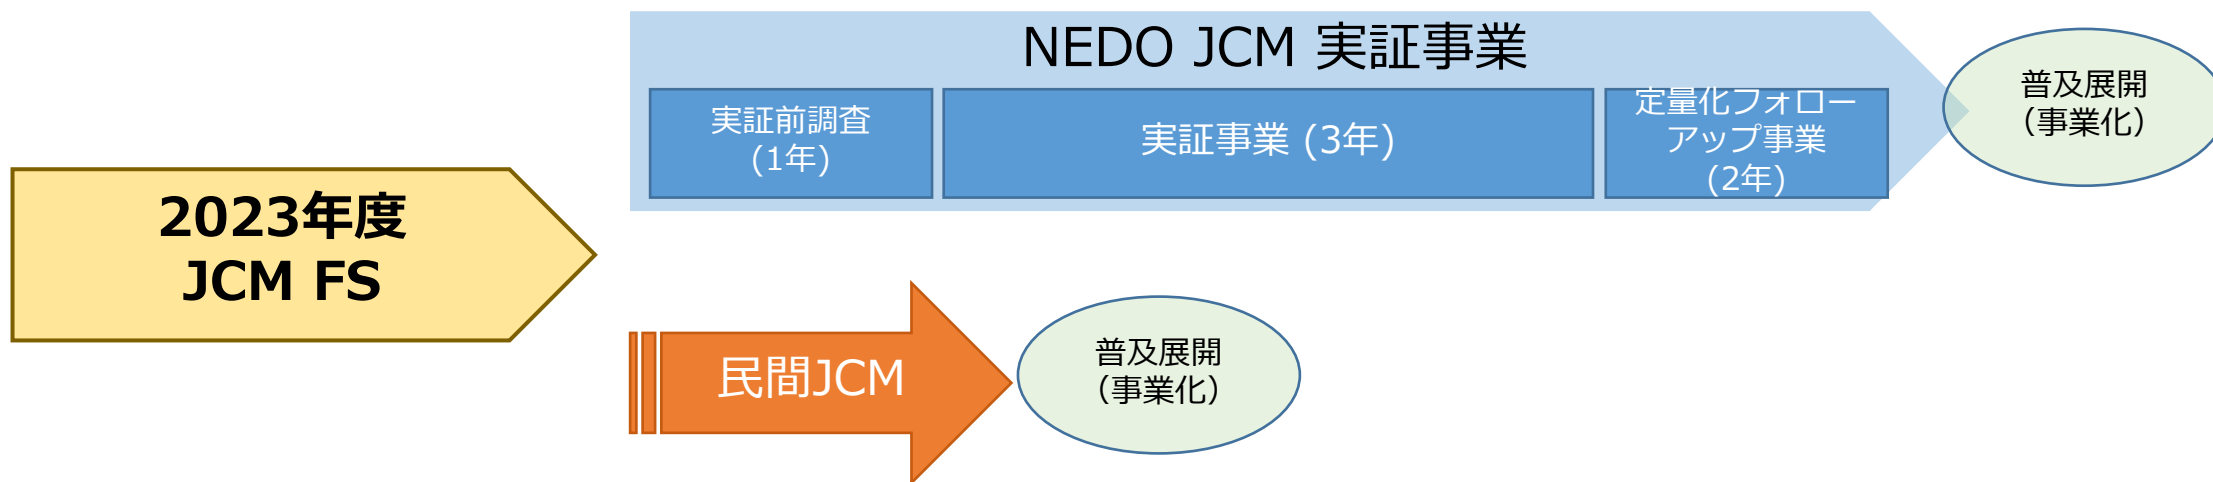 2023年度
JCM FS
NEDO JCM 実証事業
実証前調査
(1年)
実証事業 (3年)
定量化フォロー
アップ事業
(2年)
普及展開
（事業化）
民間JCM
普及展開
（事業化）